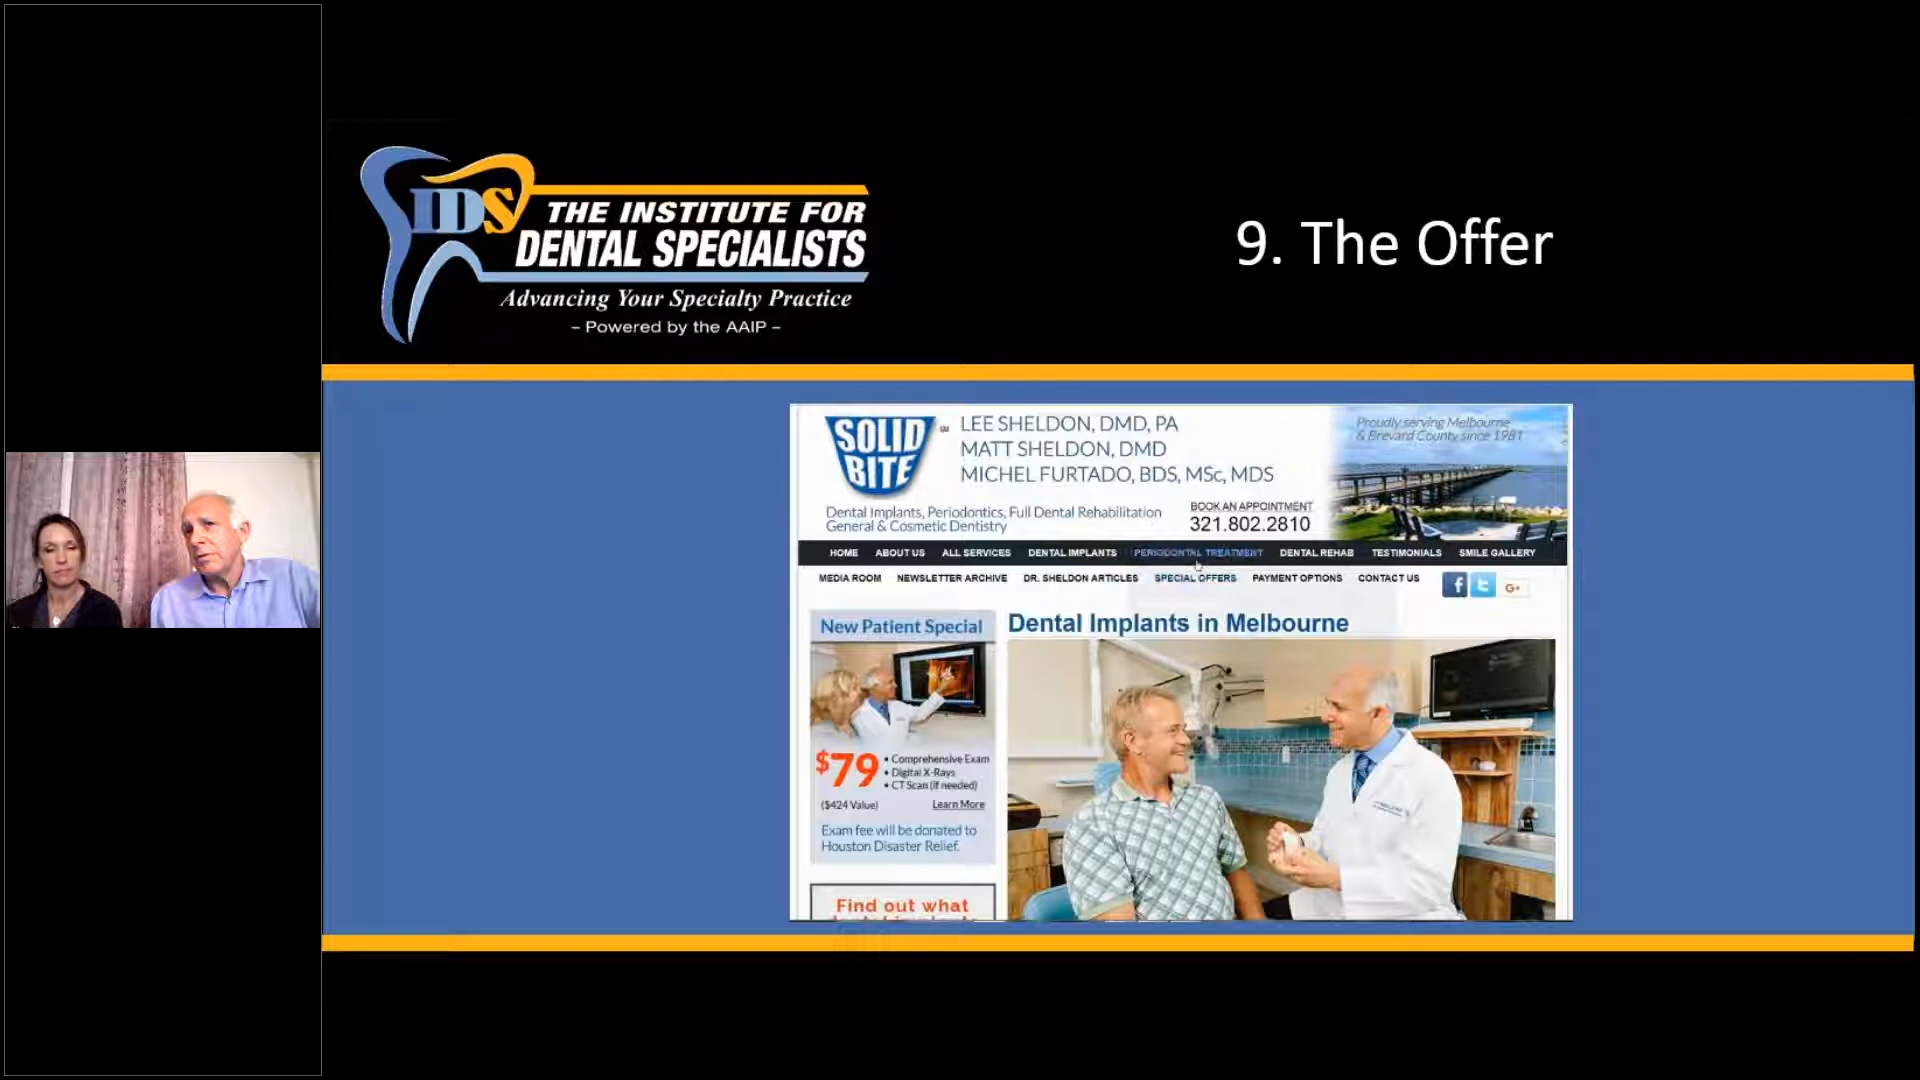 IDS
THE INSTITUTE FOR
DENTAL SPECIALISTS
Advancing Your Specialty Practice
– Powered by the AAIP –
9. The Offer
SOLID
BITE
SM
LEE SHELDON, DMD, PA
MATT SHELDON, DMD
MICHEL FURTADO, BDS, MSc, MDS
Proudly serving Melbourne
& Brevard County since 1981
Dental Implants, Periodontics, Full Dental Rehabilitation
General & Cosmetic Dentistry
BOOK AN APPOINTMENT
321.802.2810
HOME ABOUT US ALL SERVICES DENTAL IMPLANTS PERIODONTAL TREATMENT DENTAL REHAB TESTIMONIALS SMILE GALLERY
MEDIA ROOM NEWSLETTER ARCHIVE DR. SHELDON ARTICLES SPECIAL OFFERS PAYMENT OPTIONS CONTACT US
f t G+
New Patient Special
$79
• Comprehensive Exam
• Digital X-Rays
• CT Scan (if needed)
($424 Value) Learn More
Exam fee will be donated to
Houston Disaster Relief.
Find out what
Dental Implants in Melbourne